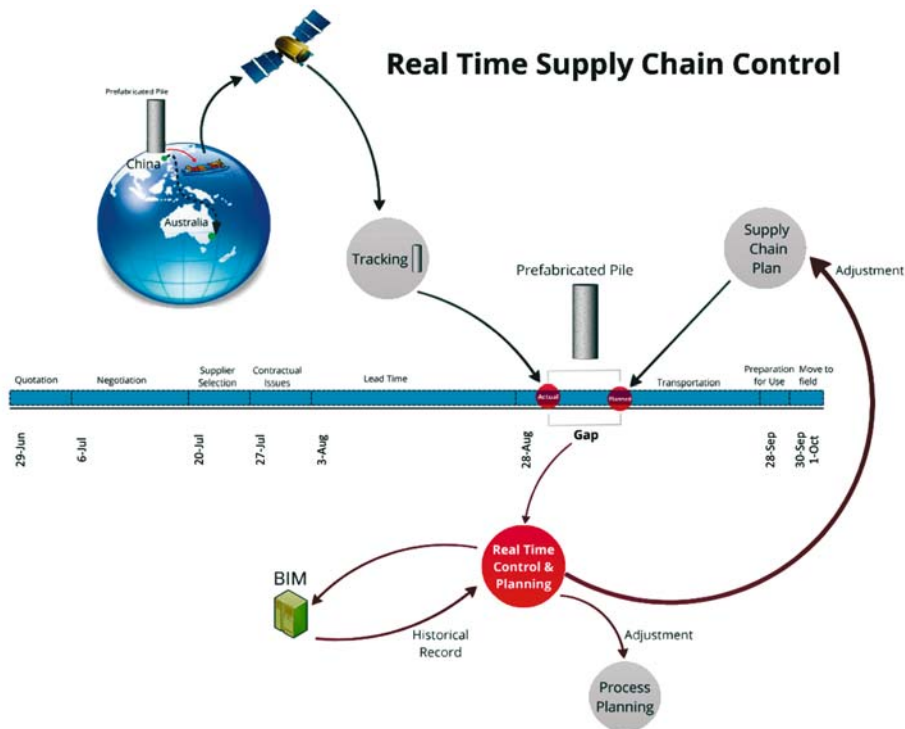 Real Time Supply Chain Control
Prefabricated Pile
China
Australia
Tracking
Prefabricated Pile
Supply
Chain
Plan
Adjustment
Quotation
Negotiation
Supplier
Selection
Contractual
Issues
Lead Time
Transportation
Preparation
for Use
Move to
field
Actual
Gap
29-Jun
6-Jul
20-Jul
27-Jul
3-Aug
28-Aug
28-Sep
30-Sep
1-Oct
Real Time
Control &
Planning
BIM
Historical
Record
Adjustment
Process
Planning